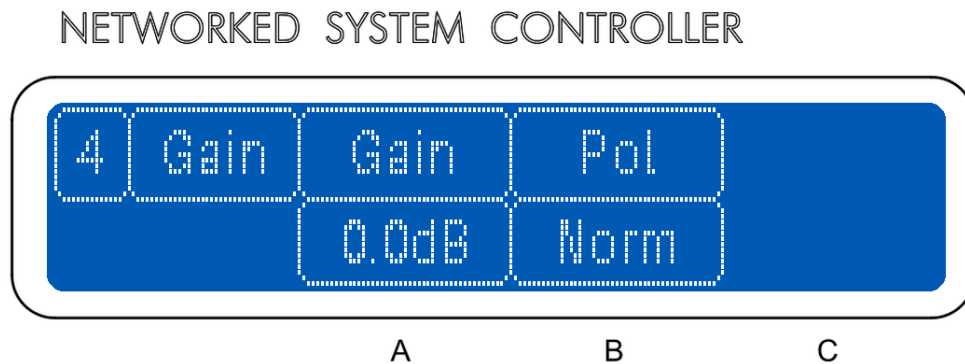 NETWORKED SYSTEM CONTROLLER
4 Gain Gain Pol
0.0dB Norm
A B C